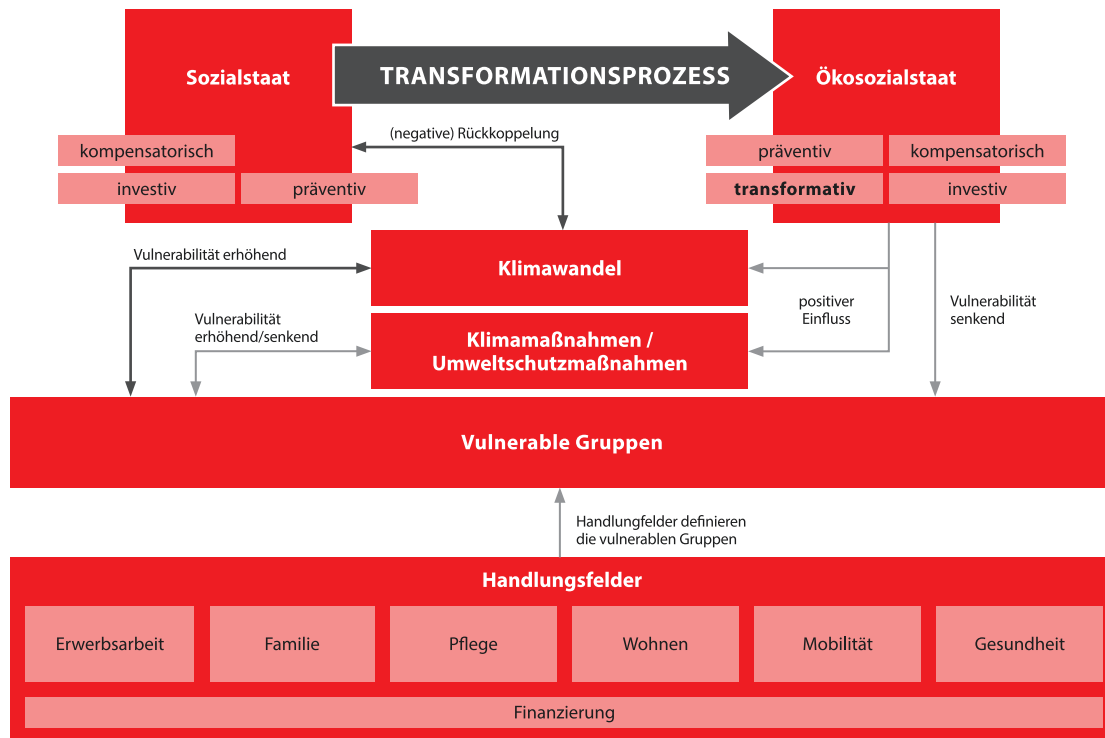 Sozialstaat
TRANSFORMATIONSPROZESS
Ökosozialstaat
(negative) Rückkoppelung
kompensatorisch
investiv
präventiv
präventiv
kompensatorisch
transformativ
investiv
Vulnerabilität erhöhend
Klimawandel
Vulnerabilität
erhöhend/senkend
Klimamaßnahmen /
Umweltschutzmaßnahmen
positiver
Einfluss
Vulnerabilität
senkend
Vulnerable Gruppen
Handlungfelder definieren
die vulnerablen Gruppen
Handlungsfelder
Erwerbsarbeit
Familie
Pflege
Wohnen
Mobilität
Gesundheit
Finanzierung